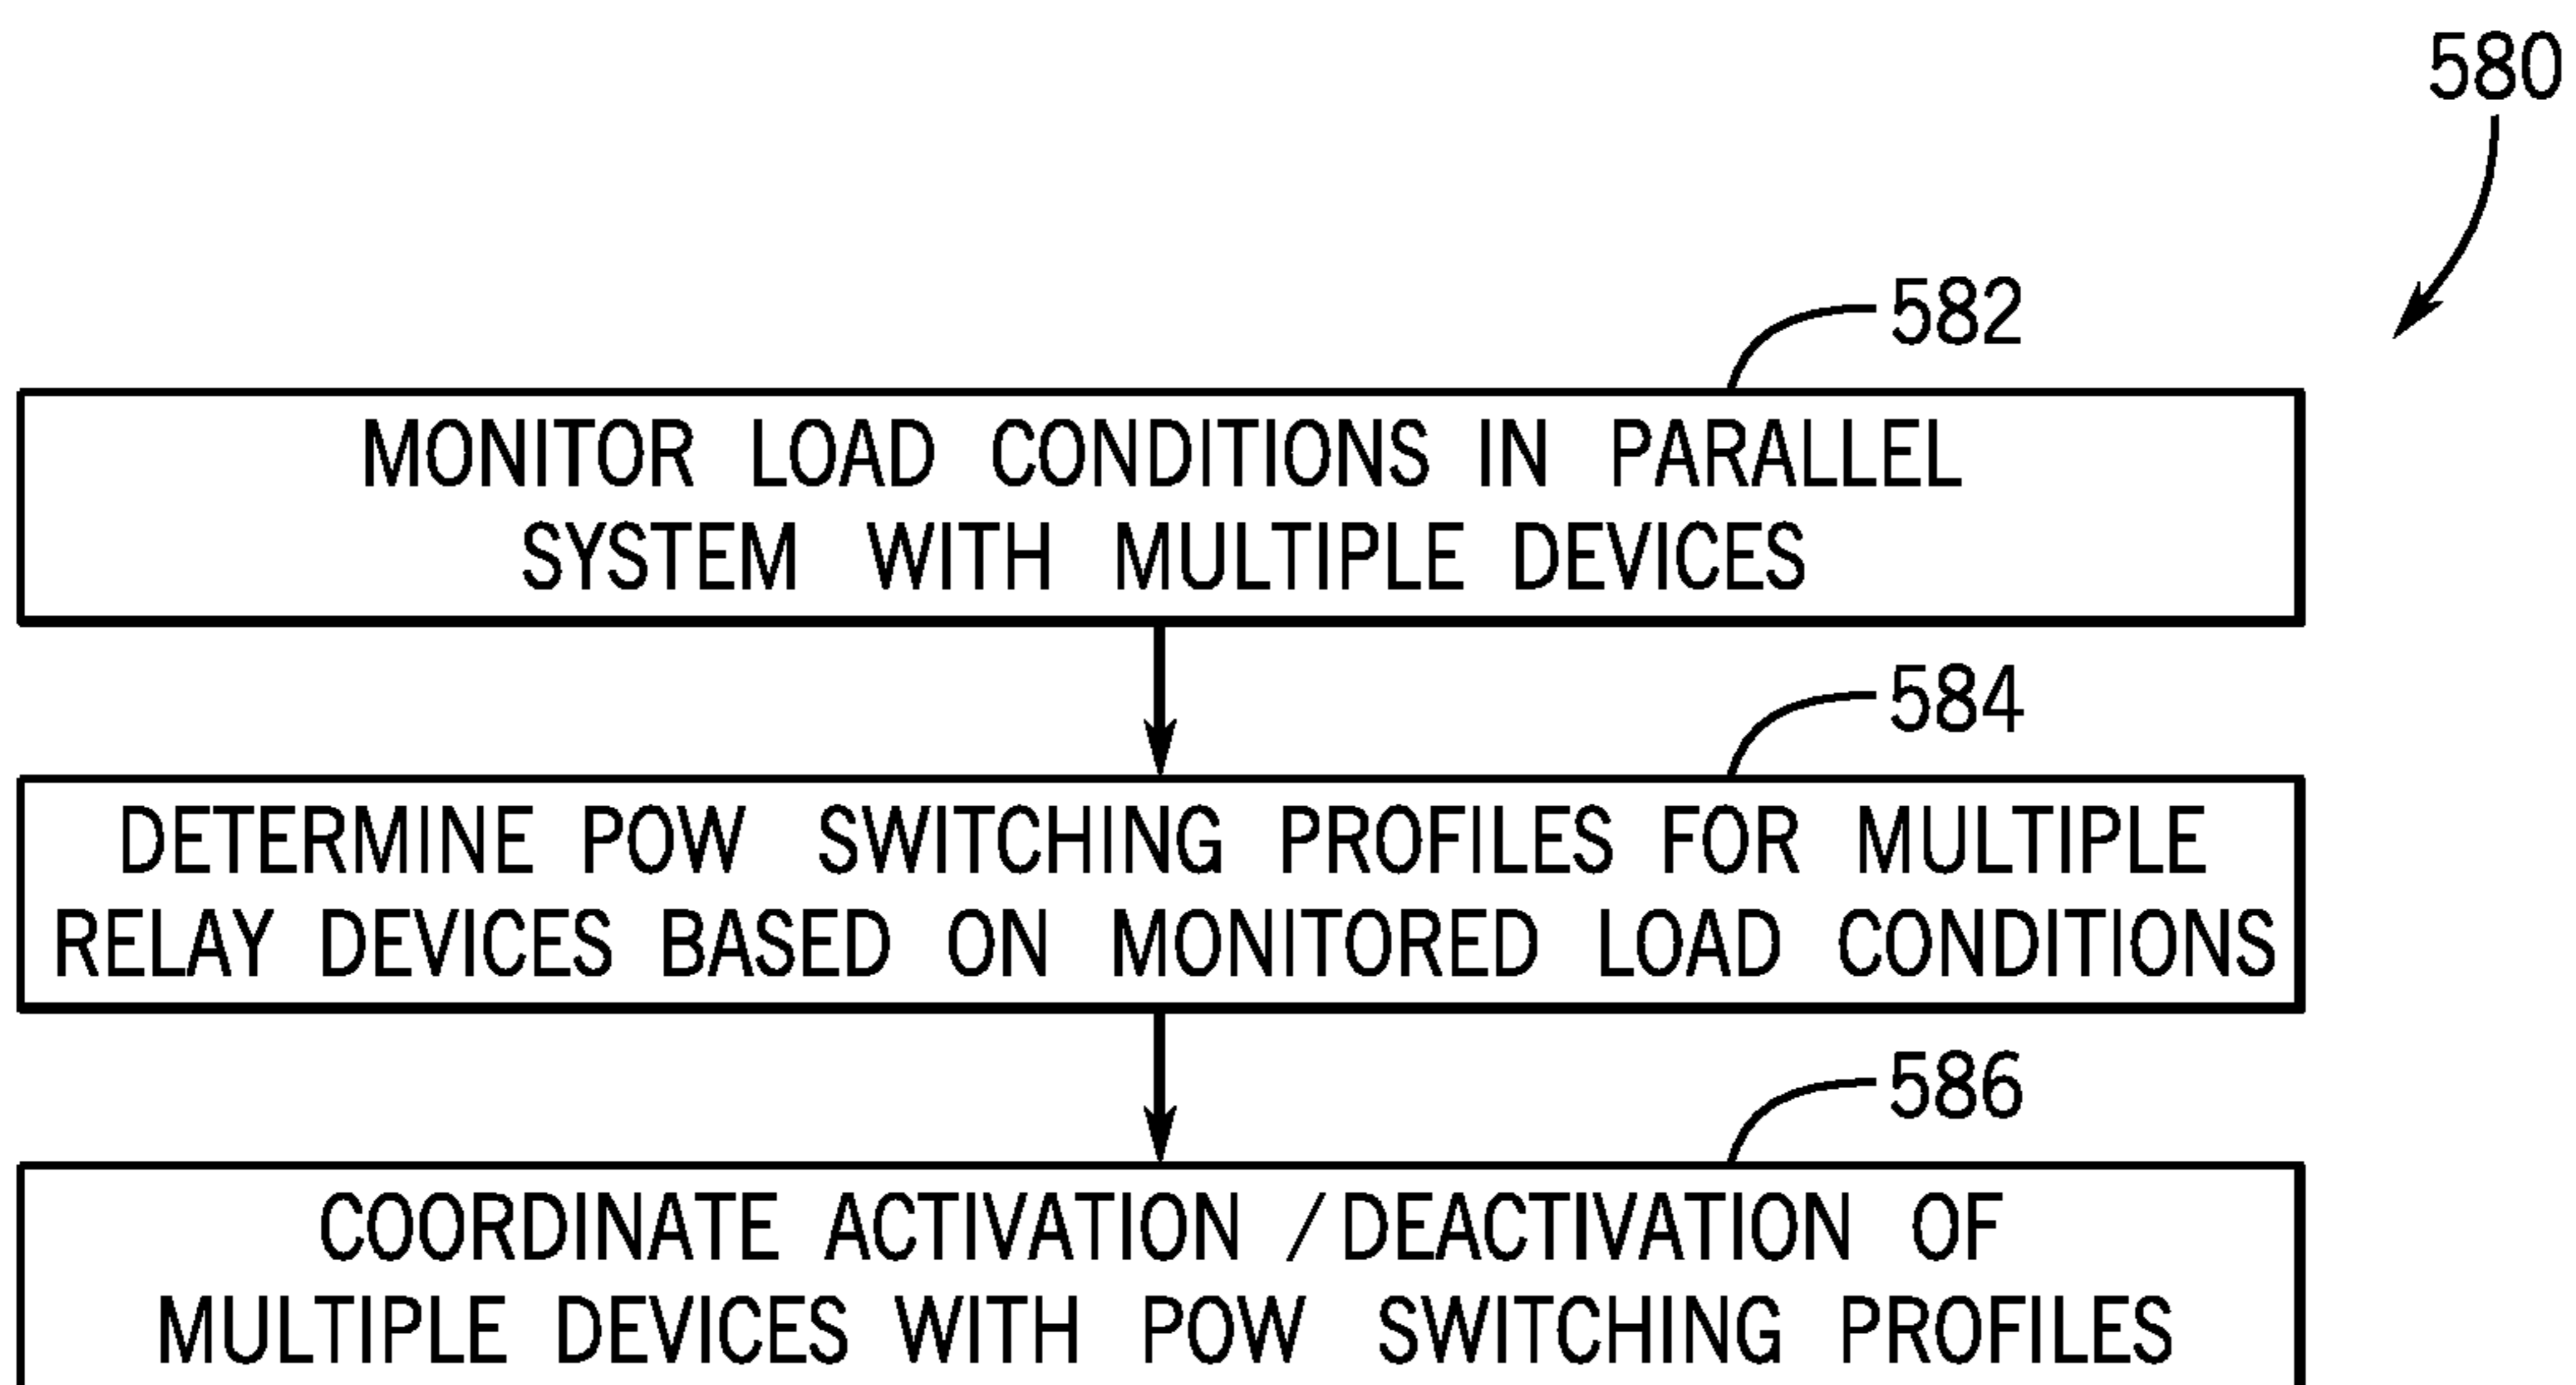 580
582
MONITOR LOAD CONDITIONS IN PARALLEL
SYSTEM WITH MULTIPLE DEVICES
584
DETERMINE POW SWITCHING PROFILES FOR MULTIPLE
RELAY DEVICES BASED ON MONITORED LOAD CONDITIONS
586
COORDINATE ACTIVATION /DEACTIVATION OF
MULTIPLE DEVICES WITH POW SWITCHING PROFILES